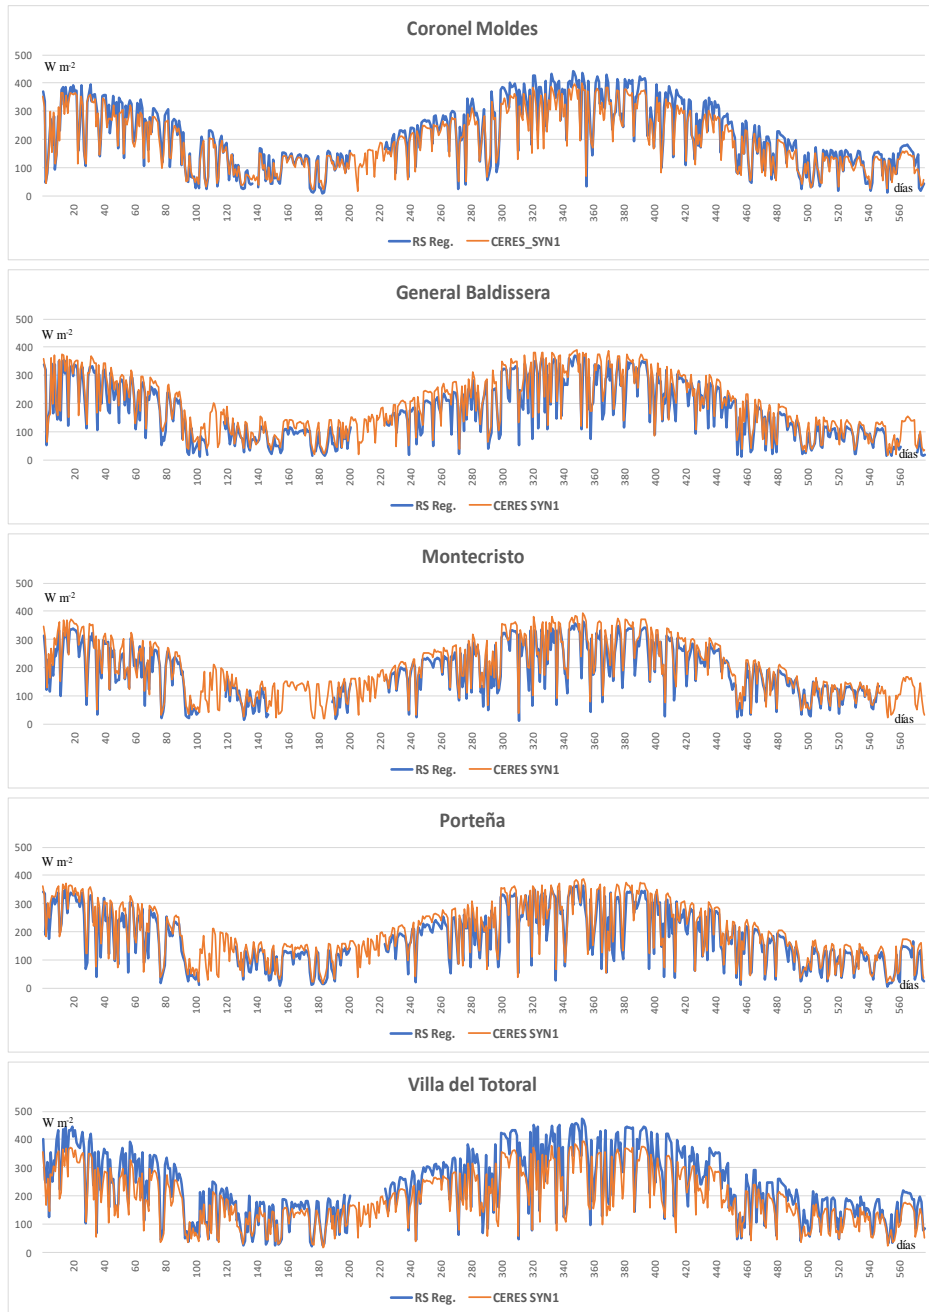 Coronel Moldes
500
W m-2
400
300
200
100
0
días
20 40 60 80 100 120 140 160 180 200 220 240 260 280 300 320 340 360 380 400 420 440 460 480 500 520 540 560
RS Reg. CERES_SYN1
General Baldissera
500
W m-2
400
300
200
100
0
días
20 40 60 80 100 120 140 160 180 200 220 240 260 280 300 320 340 360 380 400 420 440 460 480 500 520 540 560
RS Reg. CERES SYN1
Montecristo
500
W m-2
400
300
200
100
0
días
20 40 60 80 100 120 140 160 180 200 220 240 260 280 300 320 340 360 380 400 420 440 460 480 500 520 540 560
RS Reg. CERES SYN1
Porteña
500
W m-2
400
300
200
100
0
días
20 40 60 80 100 120 140 160 180 200 220 240 260 280 300 320 340 360 380 400 420 440 460 480 500 520 540 560
RS Reg. CERES SYN1
Villa del Totoral
500
W m-2
400
300
200
100
0
días
20 40 60 80 100 120 140 160 180 200 220 240 260 280 300 320 340 360 380 400 420 440 460 480 500 520 540 560
RS Reg. CERES SYN1